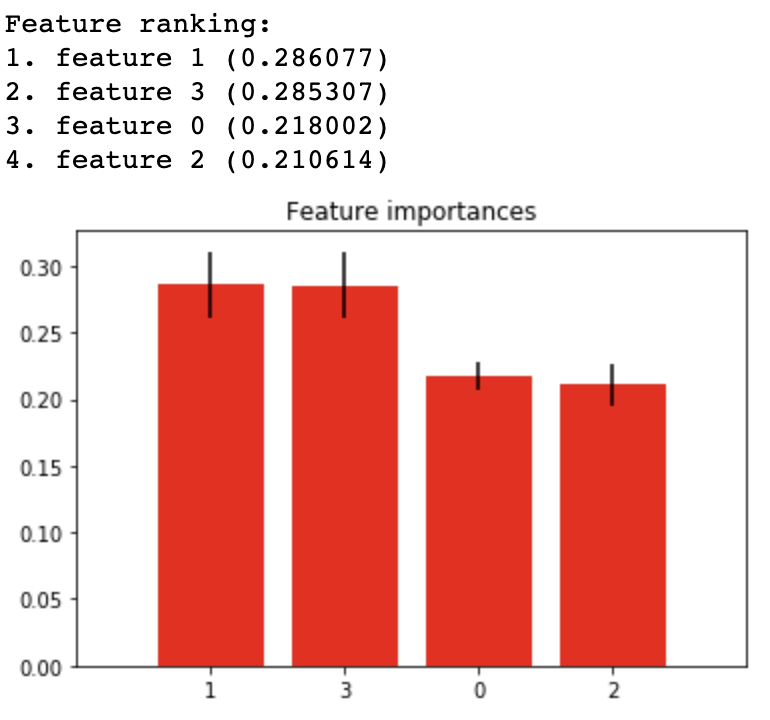 Feature ranking:
1. feature 1 (0.286077)
2. feature 3 (0.285307)
3. feature 0 (0.218002)
4. feature 2 (0.210614)
Feature importances
0.30
0.25
0.20
0.15
0.10
0.05
0.00
1 3 0 2